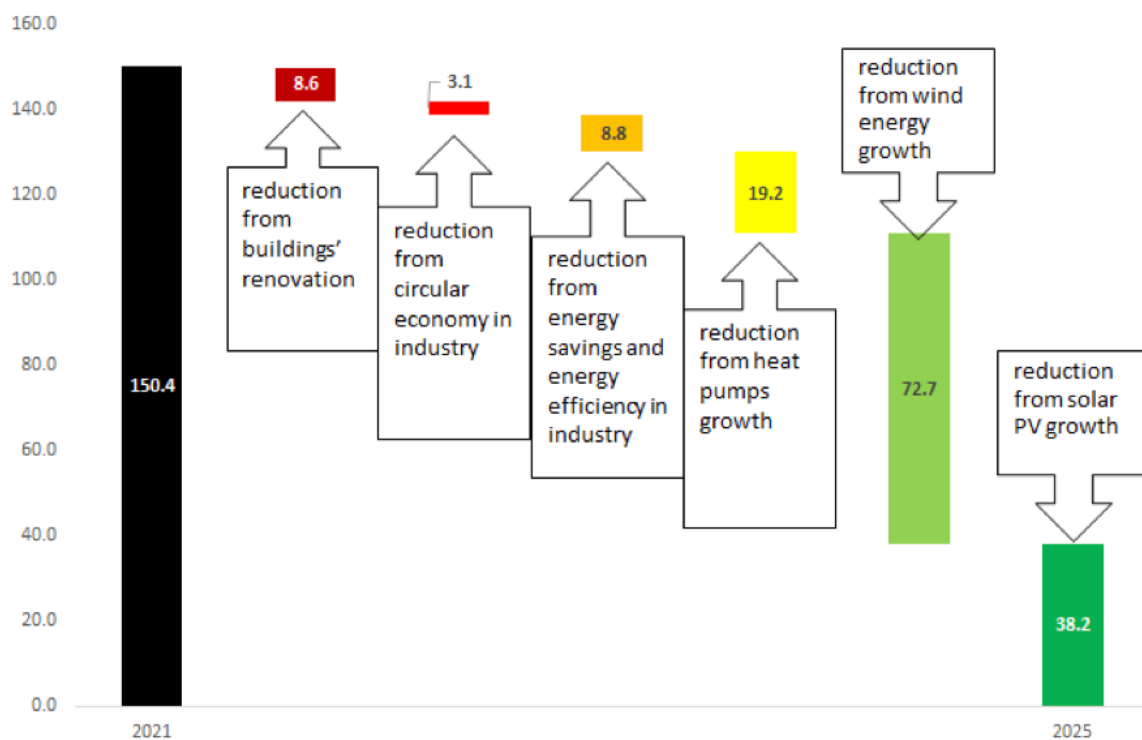 160.0
140.0
120.0
100.0
80.0
60.0
40.0
20.0
0.0
150.4
8.6
reduction
from
buildings’
renovation
3.1
reduction
from
circular
economy in
industry
8.8
reduction
from
energy
savings and
energy
efficiency in
industry
19.2
reduction
from heat
pumps
growth
reduction
from wind
energy
growth
72.7
reduction
from solar
PV growth
38.2
2021
2025